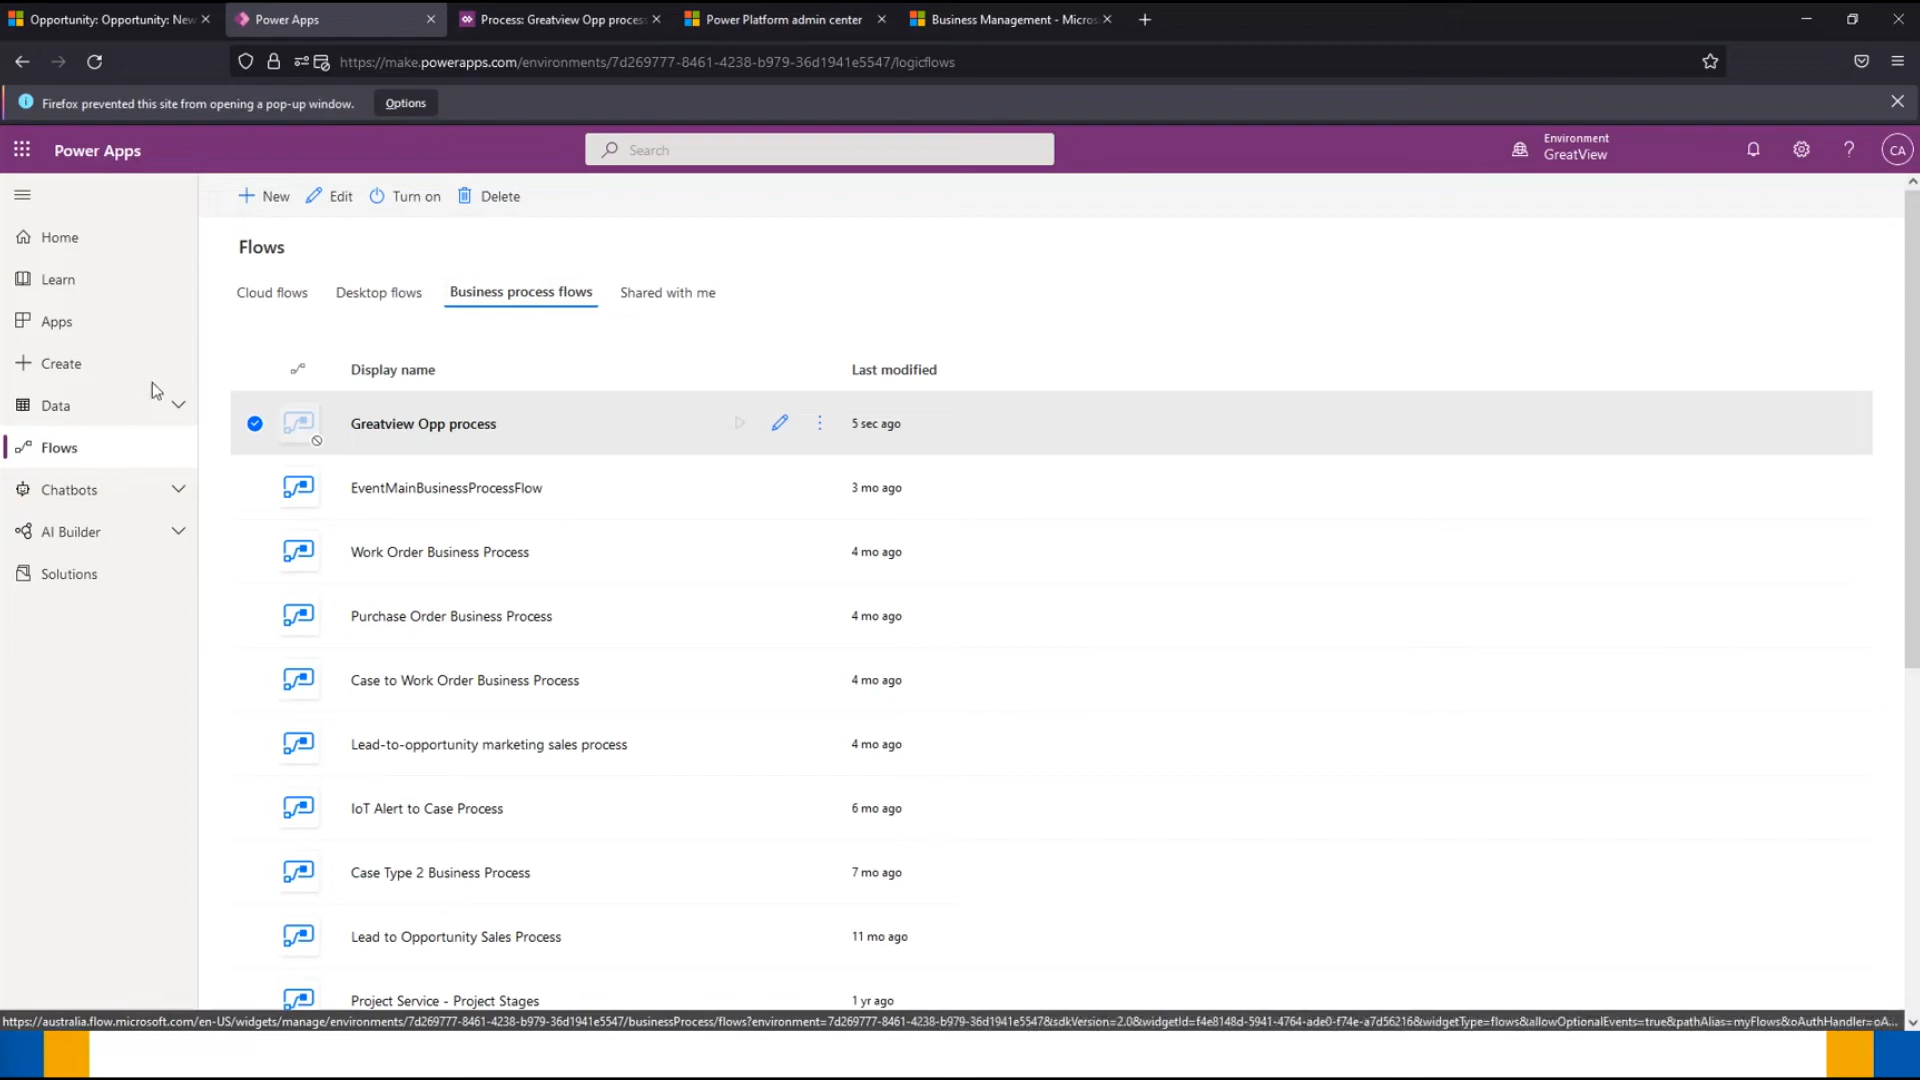 Opportunity: Opportunity: New
Power Apps
Process: Greatview Opp process
Power Platform admin center
Business Management - Micros
https://make.powerapps.com/environments/7d269777-8461-4238-b979-36d1941e5547/logicflows
Firefox prevented this site from opening a pop-up window.
Options
Power Apps
Search
Environment
GreatView
CA
New
Edit
Turn on
Delete
Home
Learn
Apps
Create
Data
Flows
Chatbots
AI Builder
Solutions
Flows
Cloud flows
Desktop flows
Business process flows
Shared with me
Display name
Last modified
Greatview Opp process
5 sec ago
EventMainBusinessProcessFlow
3 mo ago
Work Order Business Process
4 mo ago
Purchase Order Business Process
4 mo ago
Case to Work Order Business Process
4 mo ago
Lead-to-opportunity marketing sales process
4 mo ago
IoT Alert to Case Process
6 mo ago
Case Type 2 Business Process
7 mo ago
Lead to Opportunity Sales Process
11 mo ago
Project Service - Project Stages
1 yr ago
https://australia.flow.microsoft.com/en-US/widgets/manage/environments/7d269777-8461-4238-b979-36d1941e5547/businessProcess/flows?environment=7d269777-8461-4238-b979-36d1941e5547&sdkVersion=2.0&widgetId=f4e8148d-5941-4764-ade0-f74e-a7d56216&widgetType=flows&allowOptionalEvents=true&pathAlias=myFlows&oAuthHandler=oA...